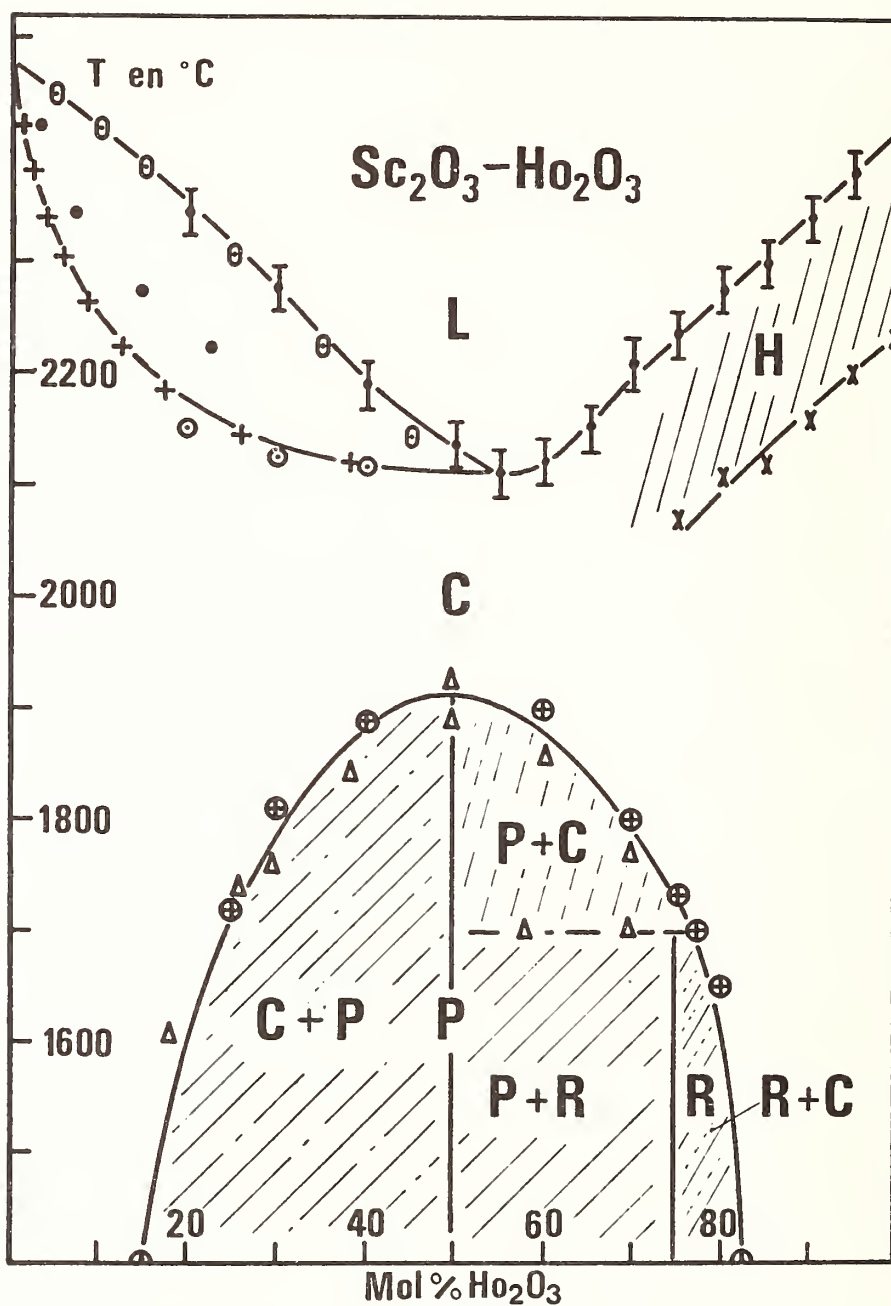 T en °C
Sc₂O₃–Ho₂O₃
L
H
2200
2000
C
1800
P+C
C+P
P
1600
P+R
R
R+C
20 40 60 80
Mol % Ho₂O₃